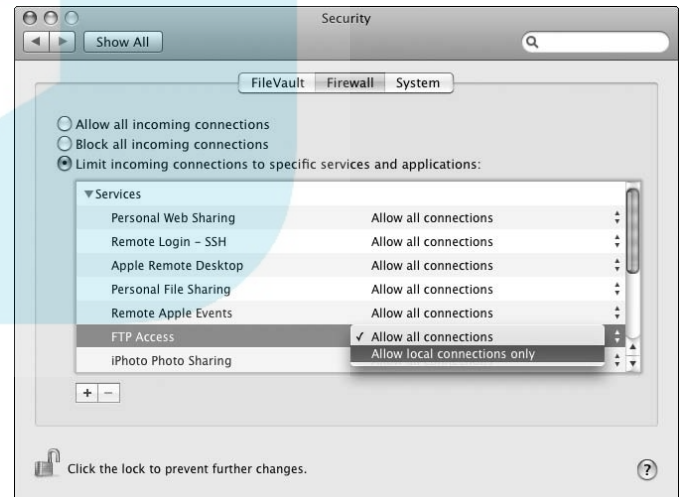 Security
Show All
FileVault Firewall System
Allow all incoming connections
Block all incoming connections
Limit incoming connections to specific services and applications:
Services
Personal Web Sharing Allow all connections
Remote Login – SSH Allow all connections
Apple Remote Desktop Allow all connections
Personal File Sharing Allow all connections
Remote Apple Events Allow all connections
FTP Access ✓ Allow all connections
Allow local connections only
iPhoto Photo Sharing
+ −
Click the lock to prevent further changes. ?